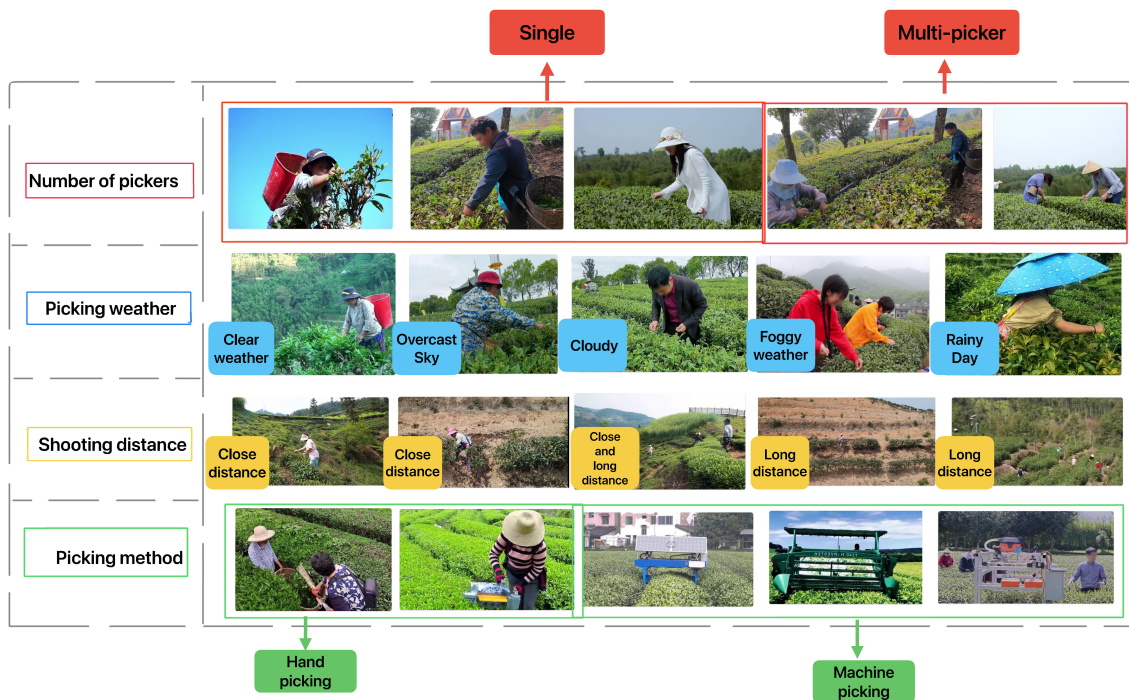 Single
Multi-picker
Number of pickers
Picking weather
Clear
weather
Overcast
Sky
Cloudy
Foggy
weather
Rainy
Day
Shooting distance
Close
distance
Close
distance
Close
and
long
distance
Long
distance
Long
distance
Picking method
Hand
picking
Machine
picking